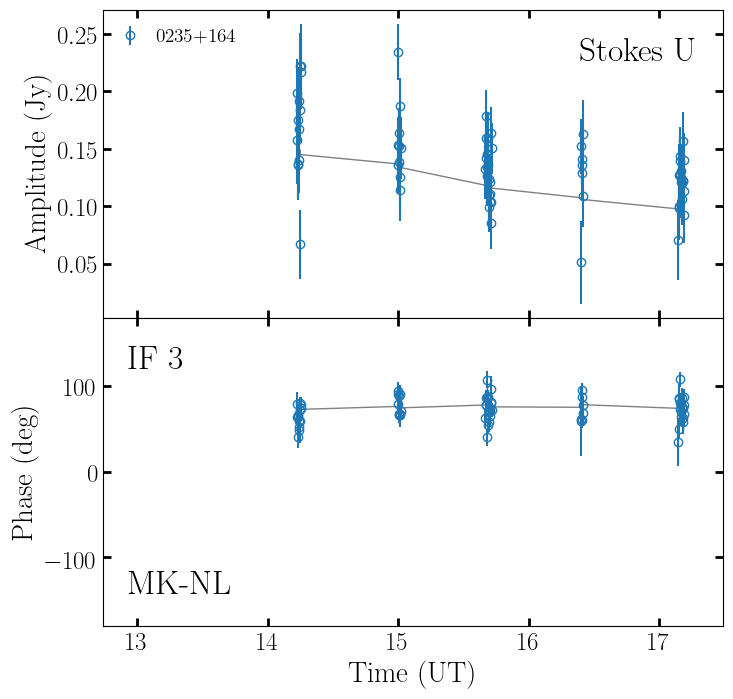 0235+164
Stokes U
Amplitude (Jy)
0.25
0.20
0.15
0.10
0.05
IF 3
Phase (deg)
100
0
−100
MK-NL
13 14 15 16 17
Time (UT)